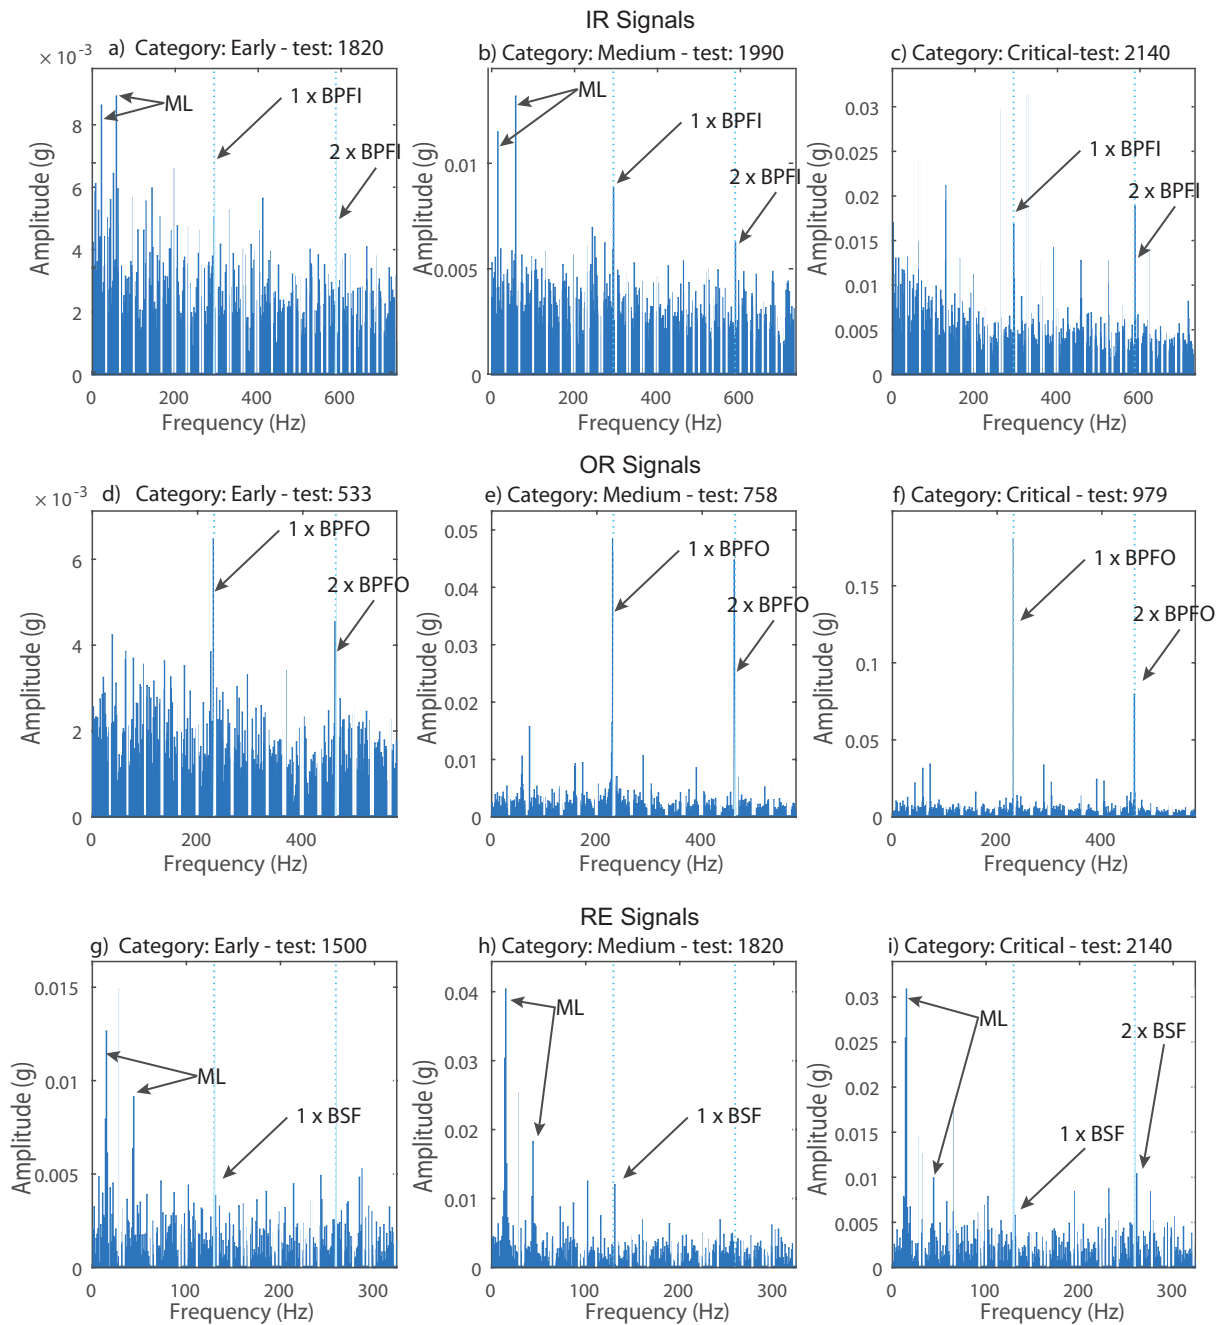 IR Signals
a) Category: Early - test: 1820
b) Category: Medium - test: 1990
c) Category: Critical-test: 2140
× 10⁻³
8
6
4
2
0
Amplitude (g)
ML
1 x BPFI
2 x BPFI
0 200 400 600
Frequency (Hz)
0.01
0.005
0
Amplitude (g)
ML
1 x BPFI
2 x BPFI
0 200 400 600
Frequency (Hz)
0.03
0.025
0.02
0.015
0.01
0.005
0
Amplitude (g)
1 x BPFI
2 x BPFI
0 200 400 600
Frequency (Hz)
OR Signals
d) Category: Early - test: 533
e) Category: Medium - test: 758
f) Category: Critical - test: 979
× 10⁻³
6
4
2
0
Amplitude (g)
1 x BPFO
2 x BPFO
0 200 400
Frequency (Hz)
0.05
0.04
0.03
0.02
0.01
0
Amplitude (g)
1 x BPFO
2 x BPFO
0 200 400
Frequency (Hz)
0.15
0.1
0.05
0
Amplitude (g)
1 x BPFO
2 x BPFO
0 200 400
Frequency (Hz)
RE Signals
g) Category: Early - test: 1500
h) Category: Medium - test: 1820
i) Category: Critical - test: 2140
0.015
0.01
0.005
0
Amplitude (g)
ML
1 x BSF
0 100 200 300
Frequency (Hz)
0.04
0.03
0.02
0.01
0
Amplitude (g)
ML
1 x BSF
0 100 200 300
Frequency (Hz)
0.03
0.025
0.02
0.015
0.01
0.005
0
Amplitude (g)
ML
2 x BSF
1 x BSF
0 100 200 300
Frequency (Hz)